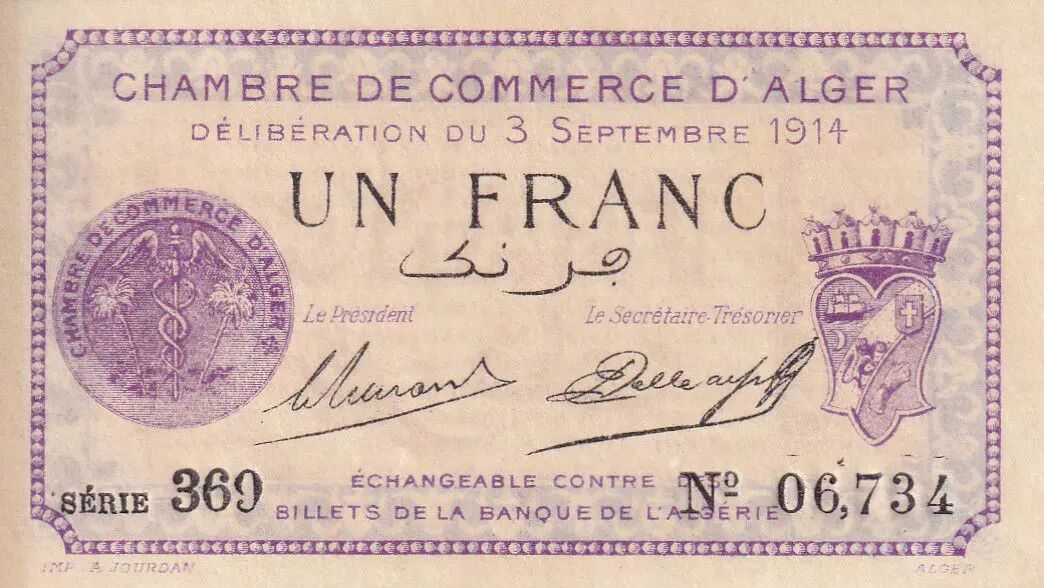 CHAMBRE DE COMMERCE D'ALGER
DÉLIBÉRATION DU 3 SEPTEMBRE 1914
UN FRANC
فرنك
CHAMBRE DE COMMERCE D'ALGER
Le Président
Le Secrétaire-Trésorier
ÉCHANGEABLE CONTRE DES
BILLETS DE LA BANQUE DE L'ALGÉRIE
SÉRIE 369
Nº 06,734
IMP. A JOURDAN
ALGER